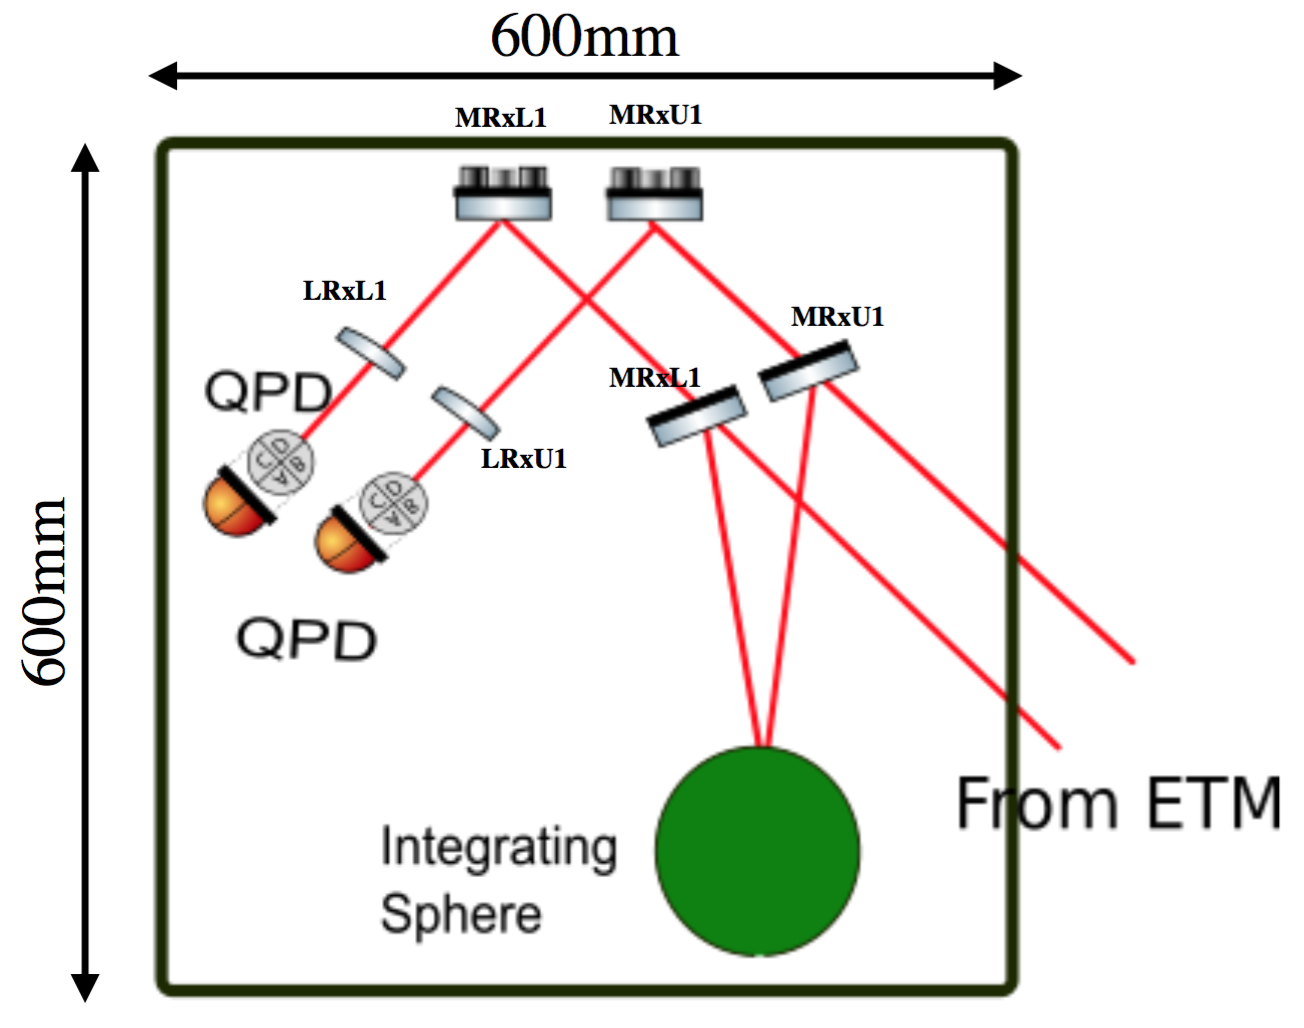 600mm
MRxL1
MRxU1
LRxL1
MRxU1
QPD
MRxL1
D
C
B
A
LRxU1
D
C
B
A
600mm
QPD
From ETM
Integrating
Sphere